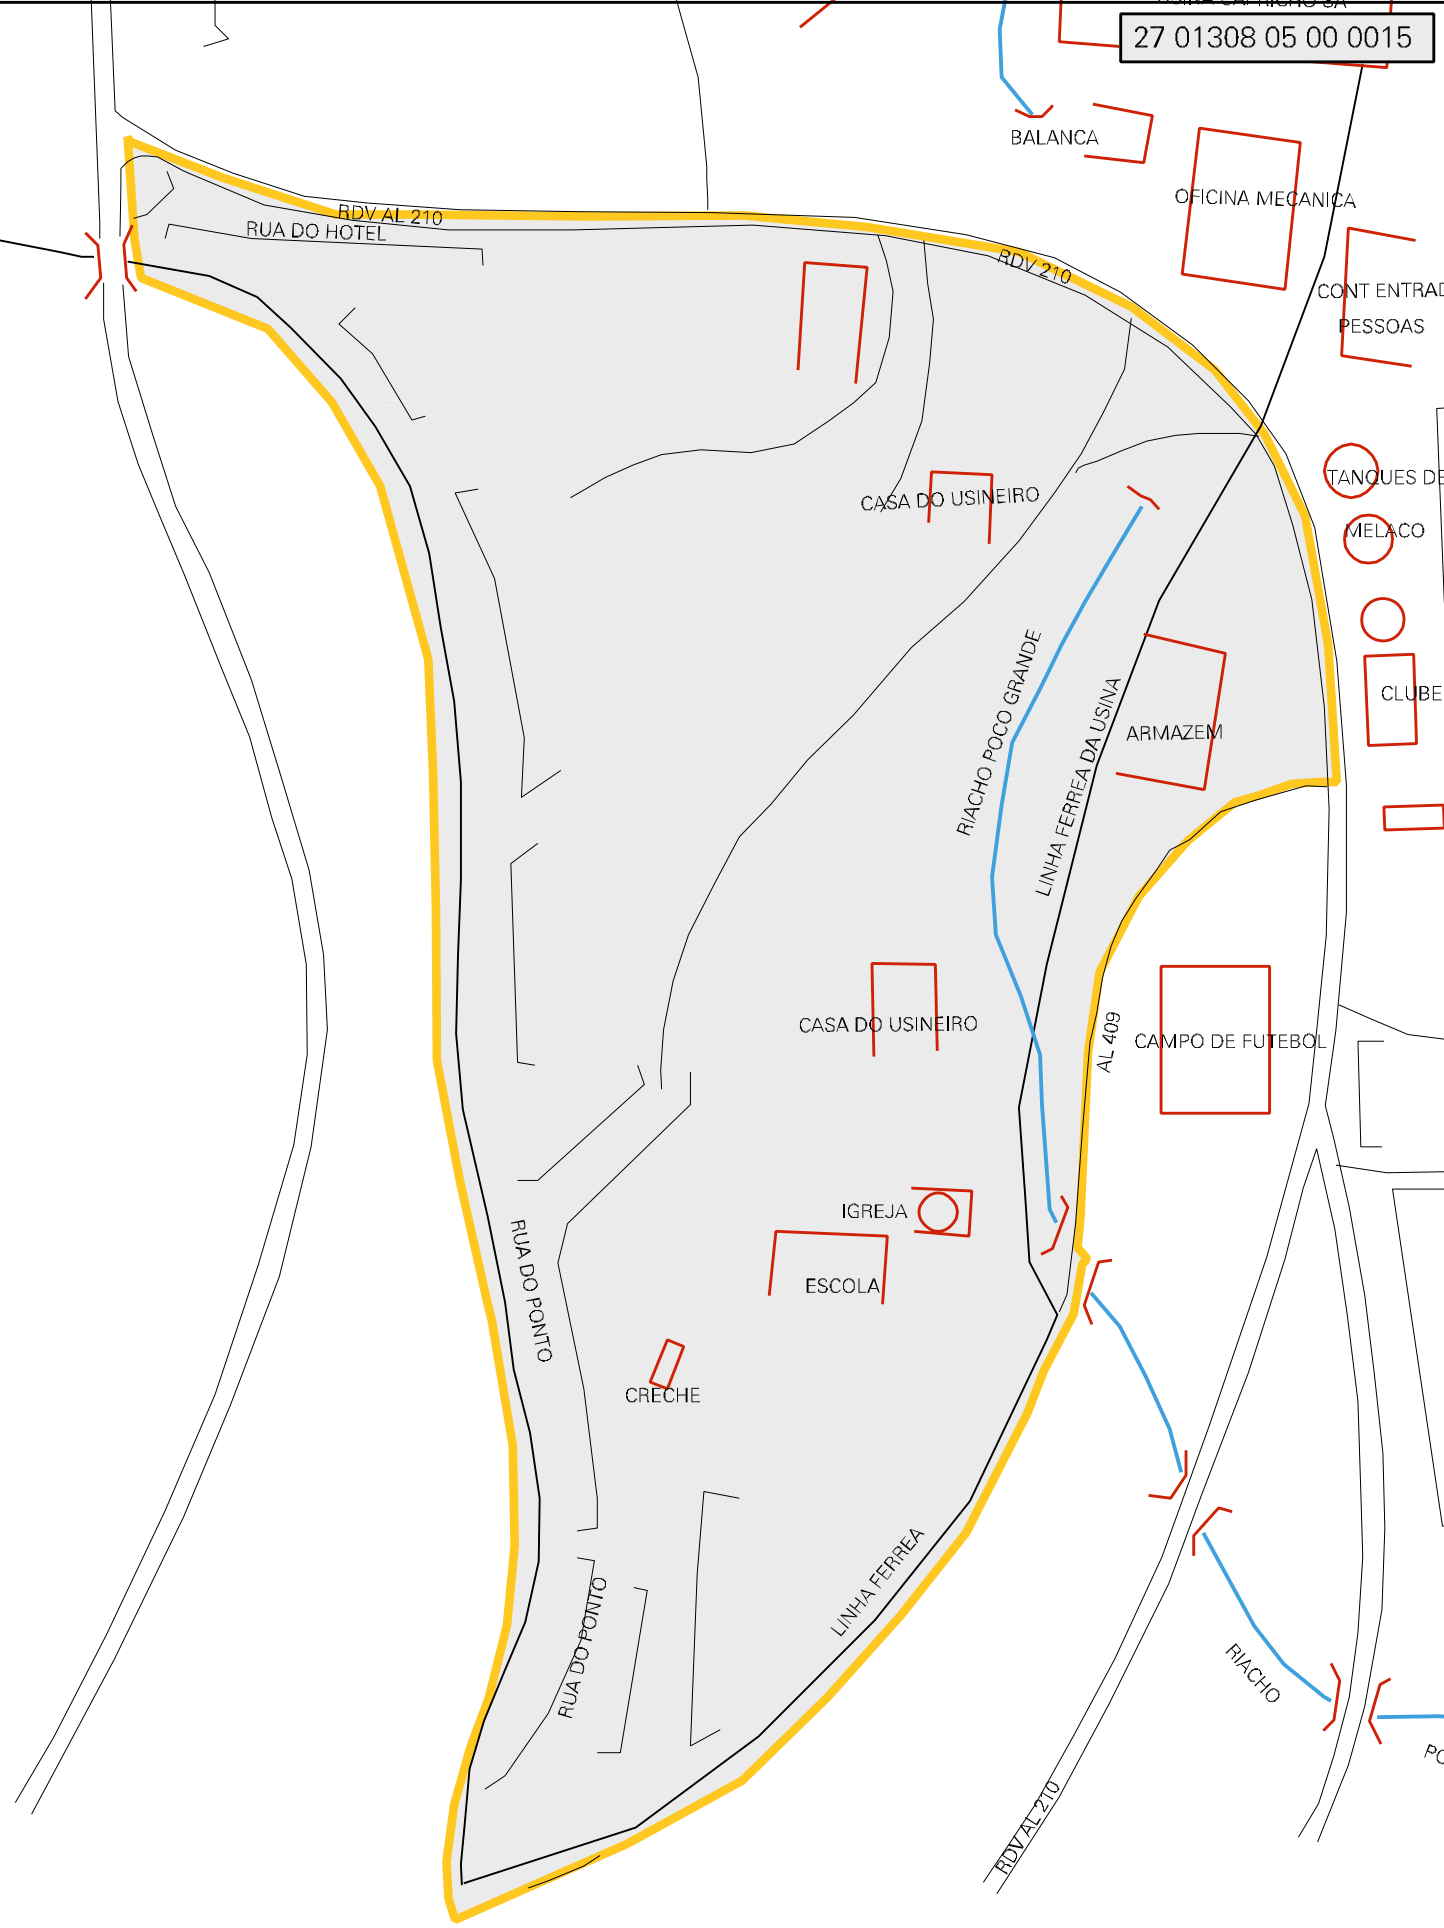 27 01308 05 00 0015
BALANCA
OFICINA MECANICA
RDV AL 210
RUA DO HOTEL
RDV 210
CONT ENTRAD
PESSOAS
TANQUES DE
MELACO
CASA DO USINEIRO
RIACHO POCO GRANDE
LINHA FERREA DA USINA
ARMAZEM
CLUBE
CASA DO USINEIRO
AL 409
CAMPO DE FUTEBOL
IGREJA
ESCOLA
RUA DO PONTO
CRECHE
LINHA FERREA
RUA DO PONTO
RIACHO
RDV AL 210